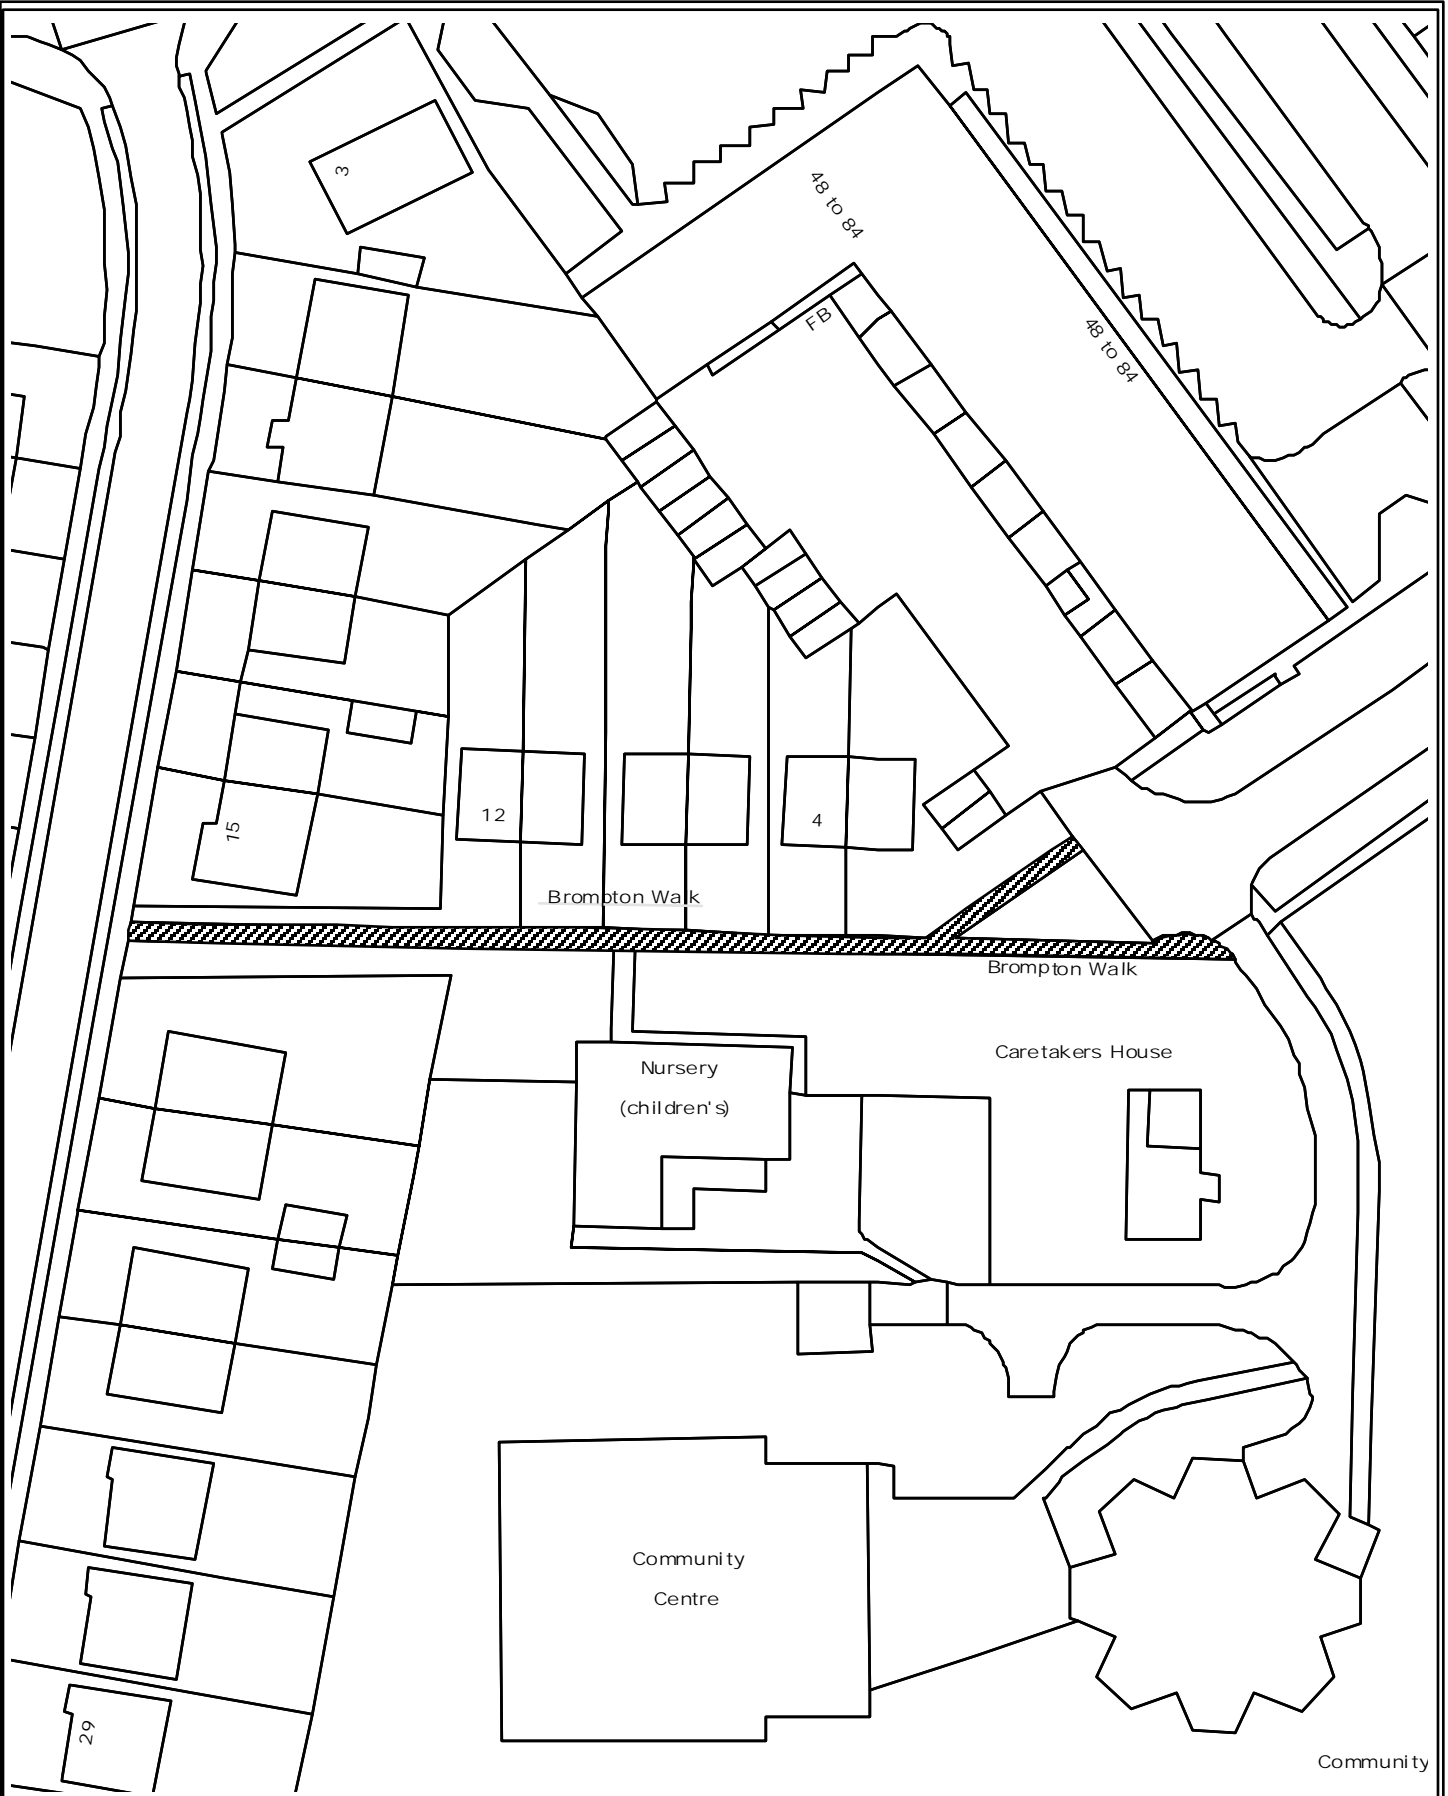 3
48 to 84
FB
48 to 84
15
12
4
Brompton Walk
Brompton Walk
Caretakers House
Nursery
(children's)
Community
Centre
29
Community